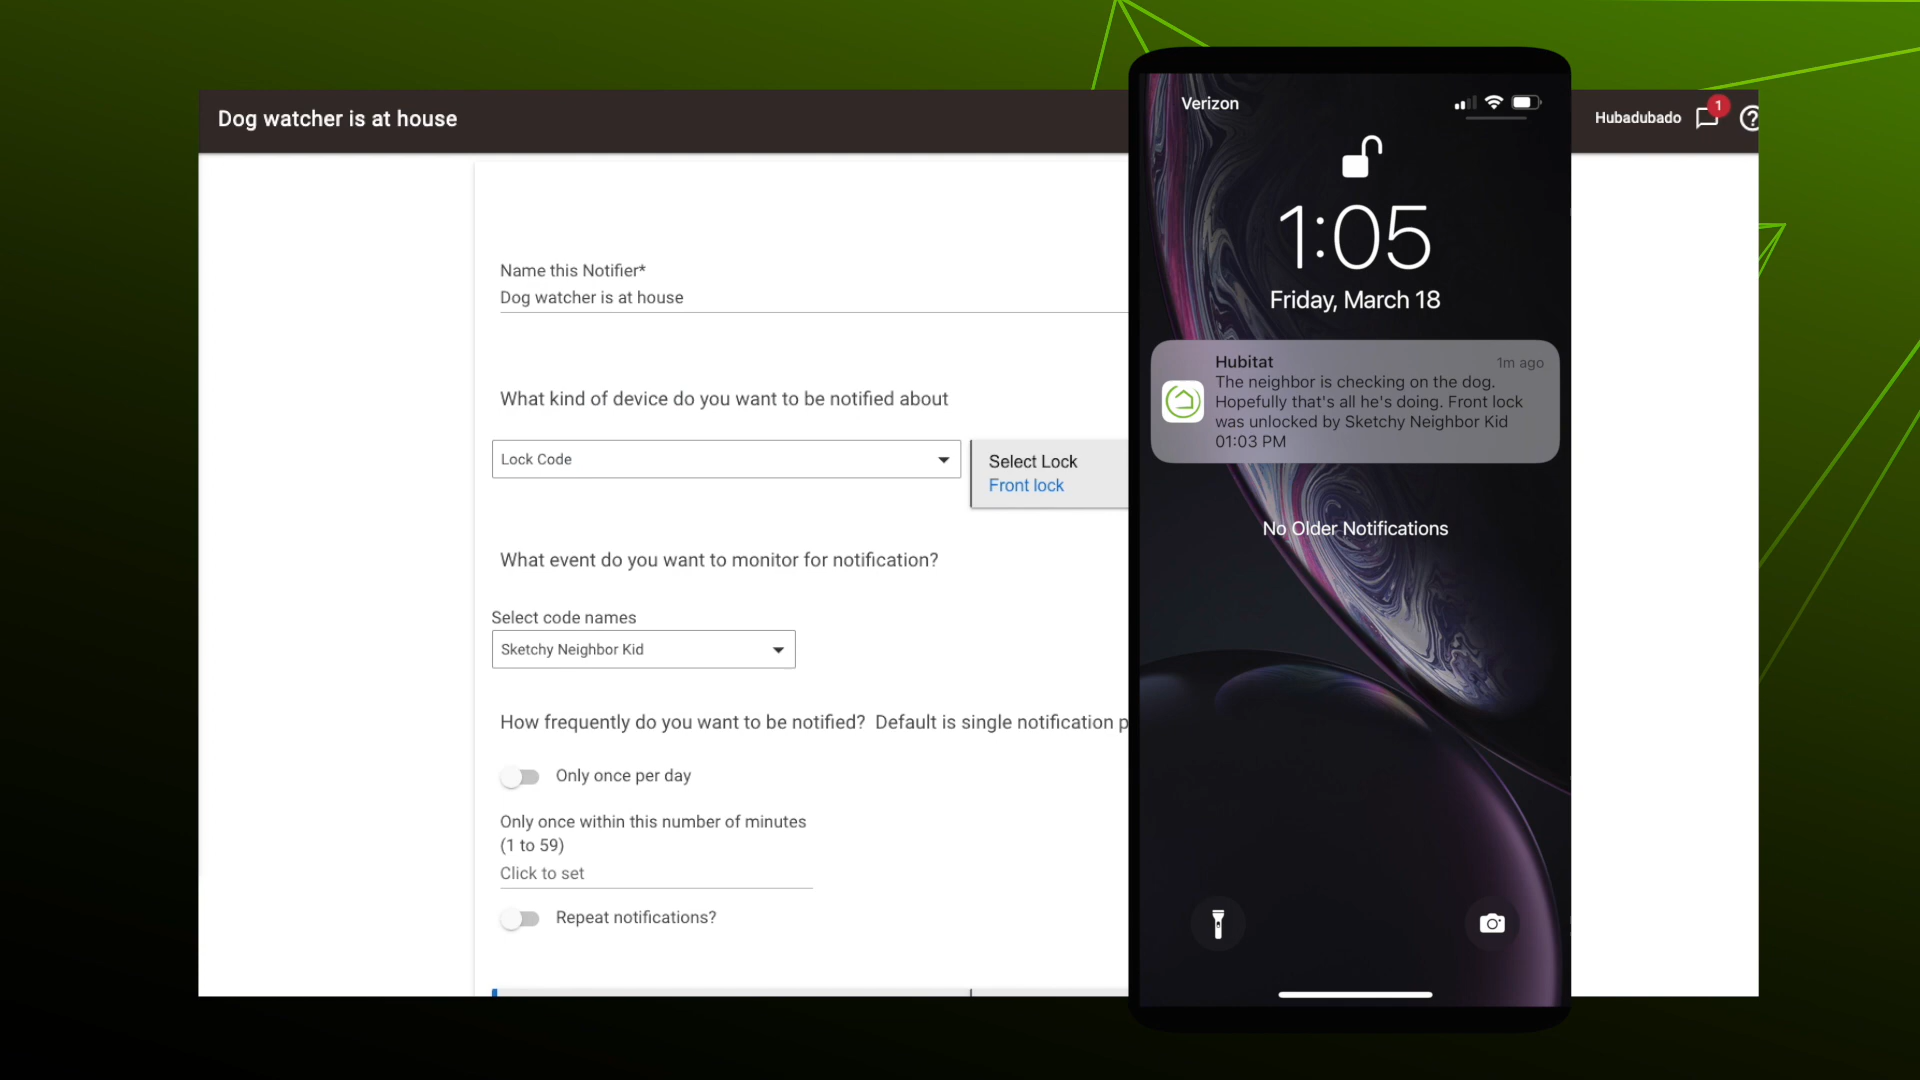 Dog watcher is at house
Hubadubado
1
?
Name this Notifier*
Dog watcher is at house
What kind of device do you want to be notified about
Lock Code
Select Lock
Front lock
What event do you want to monitor for notification?
Select code names
Sketchy Neighbor Kid
How frequently do you want to be notified?  Default is single notification p
Only once per day
Only once within this number of minutes
(1 to 59)
Click to set
Repeat notifications?
Verizon
1:05
Friday, March 18
Hubitat
1m ago
The neighbor is checking on the dog.
Hopefully that's all he's doing. Front lock
was unlocked by Sketchy Neighbor Kid
01:03 PM
No Older Notifications